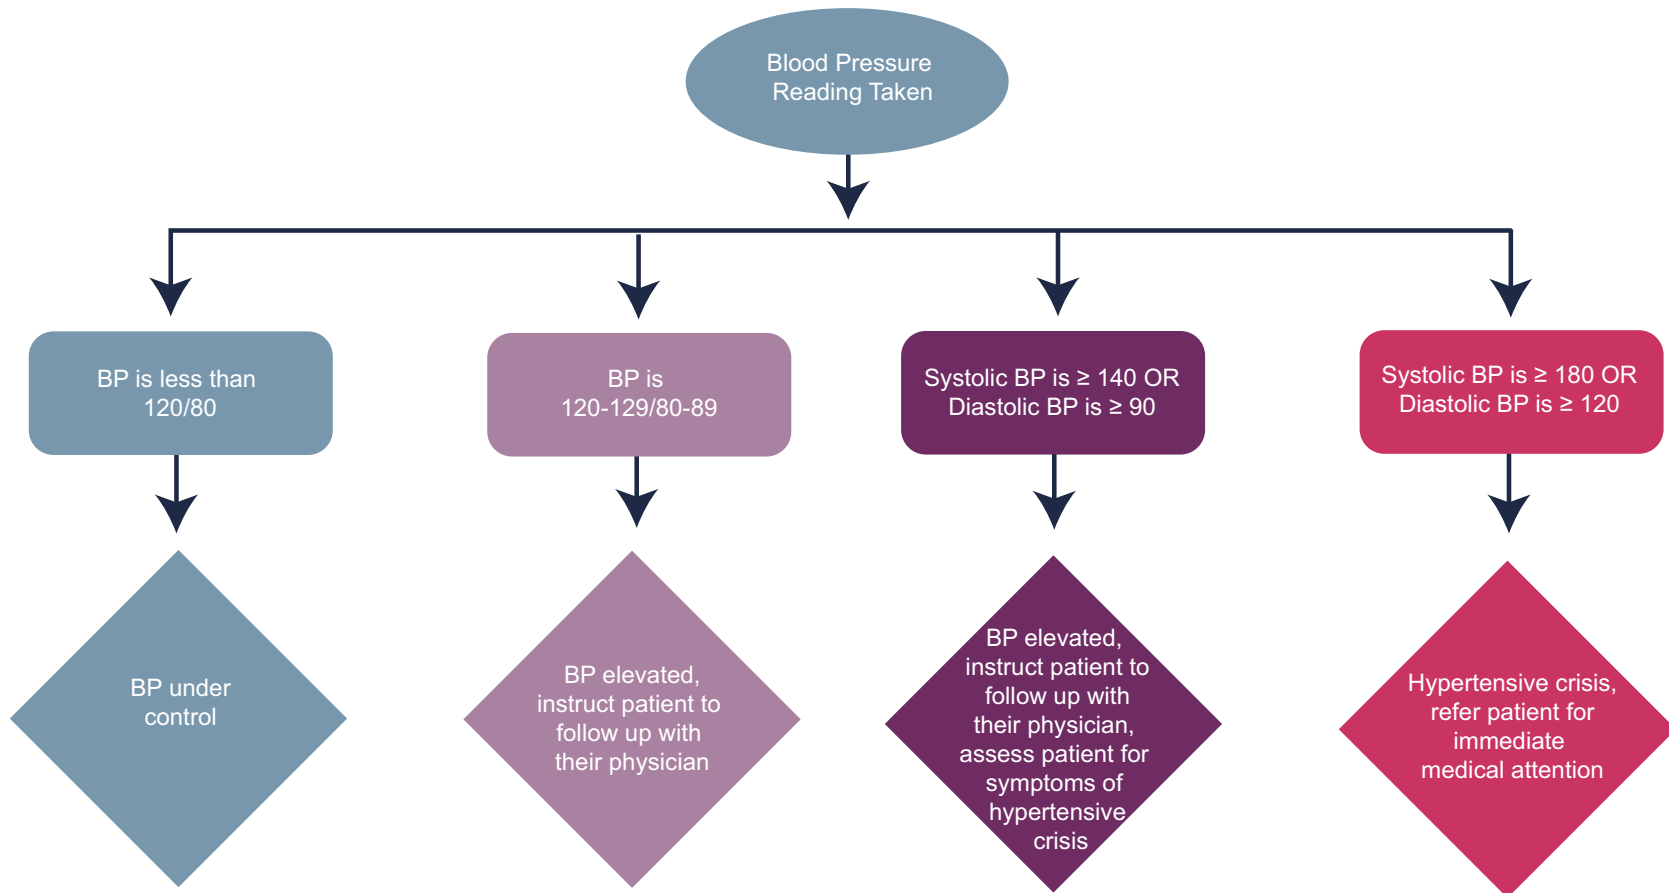 Blood Pressure
Reading Taken
BP is less than
120/80
BP is
120-129/80-89
Systolic BP is ≥ 140 OR
Diastolic BP is ≥ 90
Systolic BP is ≥ 180 OR
Diastolic BP is ≥ 120
BP under
control
BP elevated,
instruct patient to
follow up with
their physician
BP elevated,
instruct patient to
follow up with
their physician,
assess patient for
symptoms of
hypertensive
crisis
Hypertensive crisis,
refer patient for
immediate
medical attention